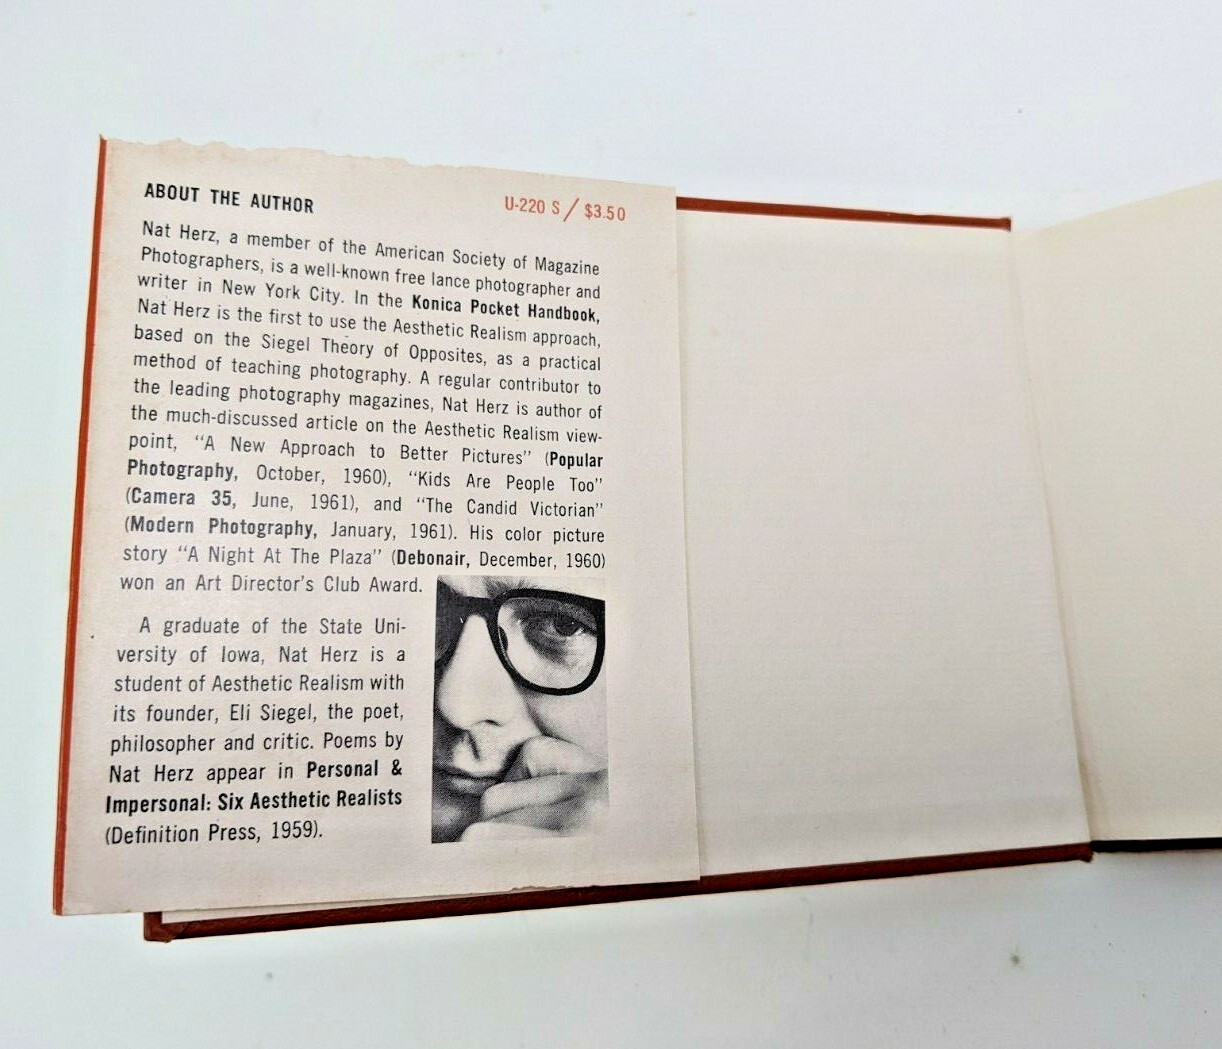 ABOUT THE AUTHOR
U-220 S / $3.50
Nat Herz, a member of the American Society of Magazine
Photographers, is a well-known free lance photographer and
writer in New York City. In the Konica Pocket Handbook,
Nat Herz is the first to use the Aesthetic Realism approach,
based on the Siegel Theory of Opposites, as a practical
method of teaching photography. A regular contributor to
the leading photography magazines, Nat Herz is author of
the much-discussed article on the Aesthetic Realism view-
point, “A New Approach to Better Pictures” (Popular
Photography, October, 1960), “Kids Are People Too”
(Camera 35, June, 1961), and “The Candid Victorian”
(Modern Photography, January, 1961). His color picture
story “A Night At The Plaza” (Debonair, December, 1960)
won an Art Director’s Club Award.
A graduate of the State Uni-
versity of Iowa, Nat Herz is a
student of Aesthetic Realism with
its founder, Eli Siegel, the poet,
philosopher and critic. Poems by
Nat Herz appear in Personal &
Impersonal: Six Aesthetic Realists
(Definition Press, 1959).